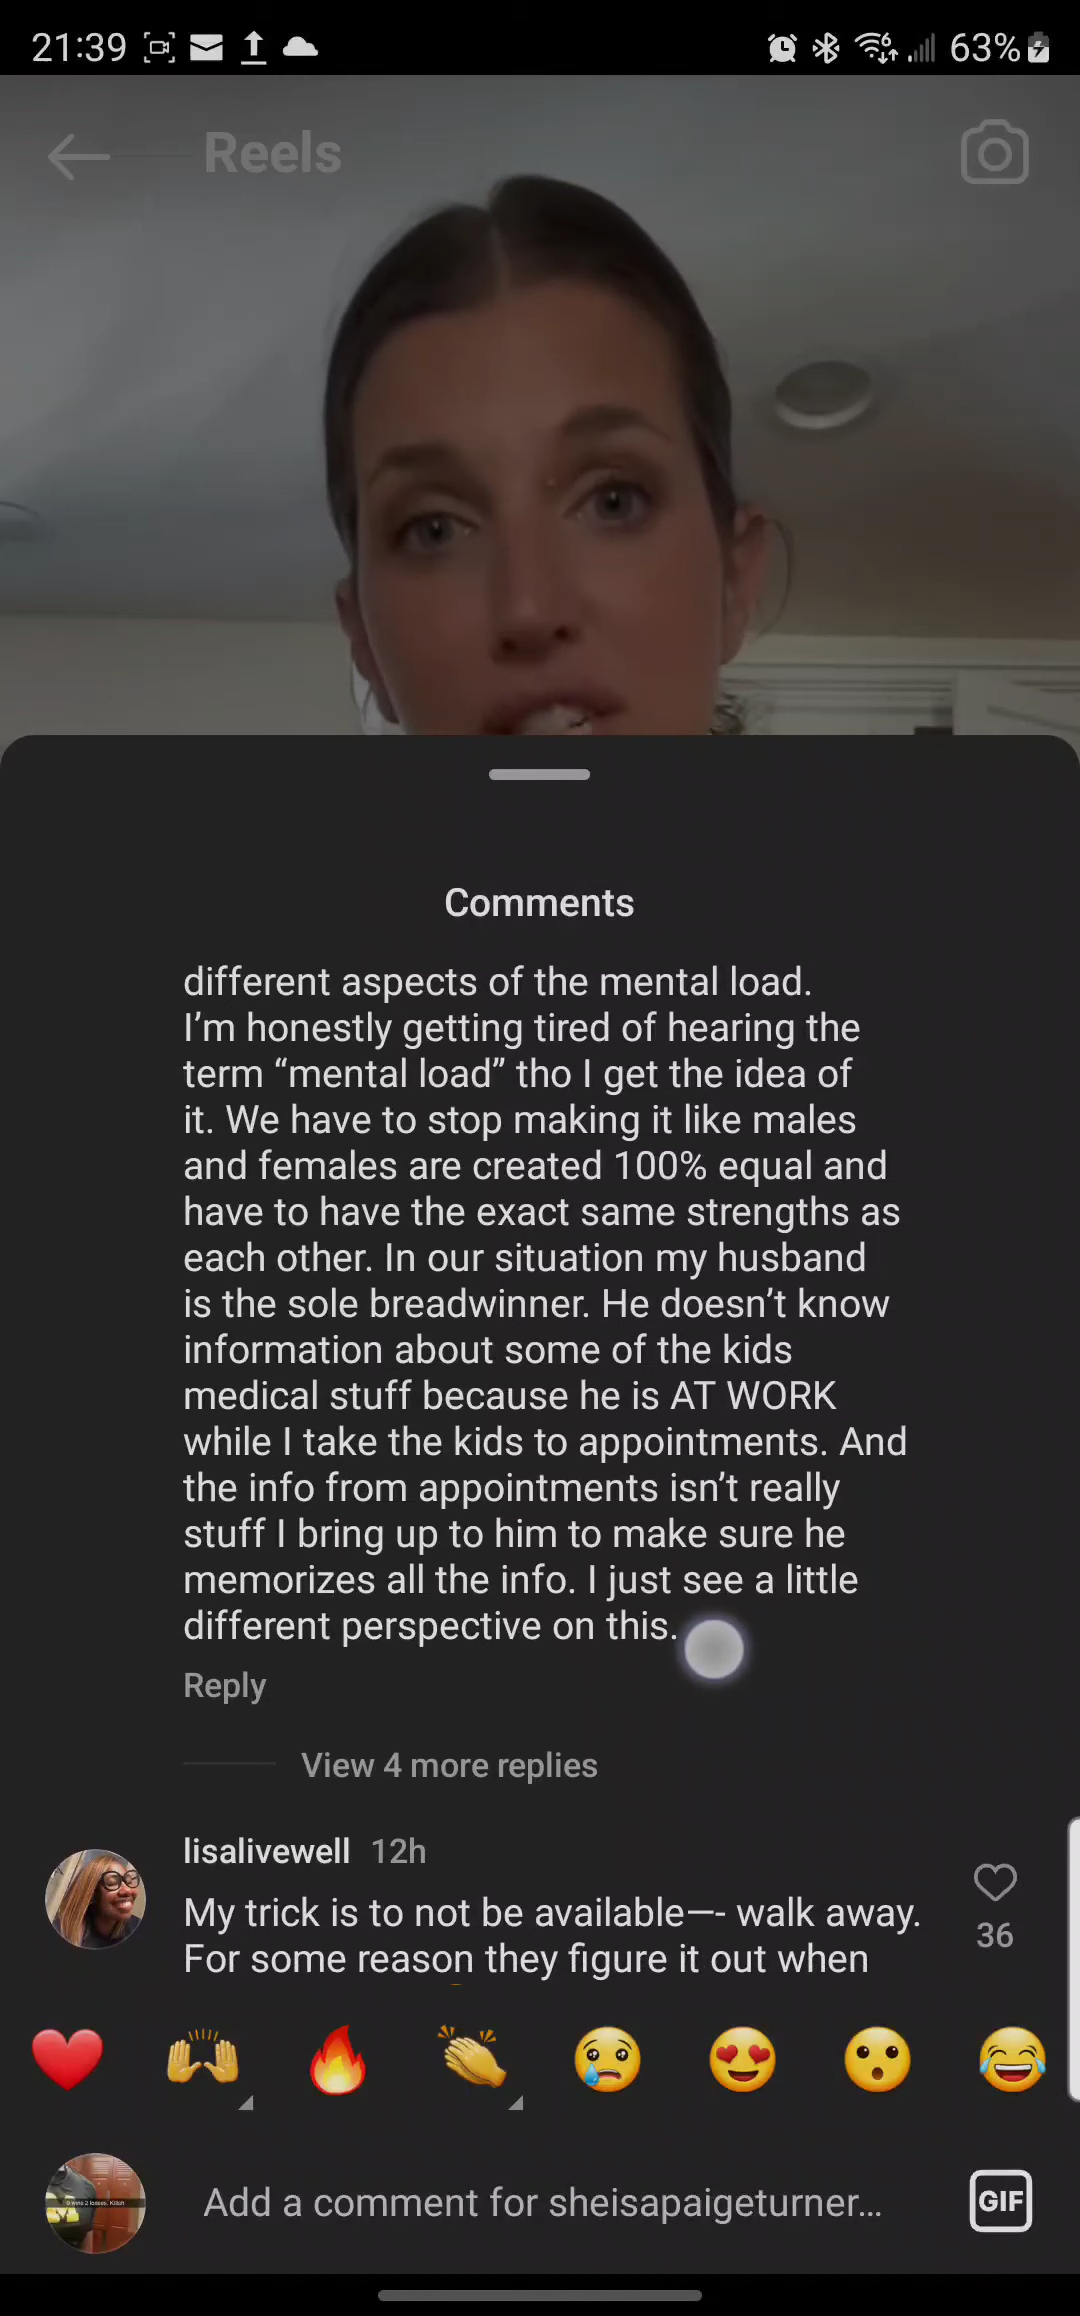 21:39
6
63%
Reels
Comments
different aspects of the mental load.
I’m honestly getting tired of hearing the
term “mental load” tho I get the idea of
it. We have to stop making it like males
and females are created 100% equal and
have to have the exact same strengths as
each other. In our situation my husband
is the sole breadwinner. He doesn’t know
information about some of the kids
medical stuff because he is AT WORK
while I take the kids to appointments. And
the info from appointments isn’t really
stuff I bring up to him to make sure he
memorizes all the info. I just see a little
different perspective on this.
Reply
View 4 more replies
lisalivewell 12h
My trick is to not be available—- walk away.
For some reason they figure it out when
36
Add a comment for sheisapaigeturner...
GIF